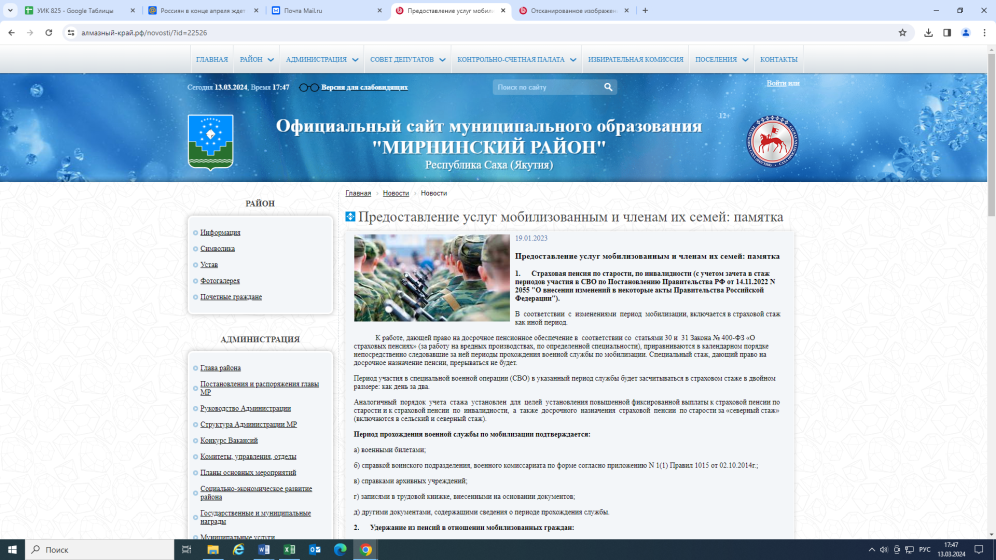 УИК 825 - Google Таблицы
Россиян в конце апреля ждет
Почта Mail.ru
Предоставление услуг мобил
Отсканированное изображен
алмазный-край.рф/novosti/?id=22526
ГЛАВНАЯ РАЙОН АДМИНИСТРАЦИЯ СОВЕТ ДЕПУТАТОВ КОНТРОЛЬНО-СЧЕТНАЯ ПАЛАТА ИЗБИРАТЕЛЬНАЯ КОМИССИЯ ПОСЕЛЕНИЯ КОНТАКТЫ
Сегодня 13.03.2024, Время 17:47 Версия для слабовидящих Поиск по сайту Войти или
12+
Официальный сайт муниципального образования
"МИРНИНСКИЙ РАЙОН"
Республика Саха (Якутия)
РАЙОН
Информация
Символика
Устав
Фотогалерея
Почетные граждане
АДМИНИСТРАЦИЯ
Глава района
Постановления и распоряжения главы
МР
Руководство Администрации
Структура Администрации МР
Конкурс Вакансий
Комитеты, управления, отделы
Планы основных мероприятий
Социально-экономическое развитие
района
Государственные и муниципальные
награды
Муниципальные услуги
Главная › Новости › Новости
Предоставление услуг мобилизованным и членам их семей: памятка
19.01.2023
Предоставление услуг мобилизованным и членам их семей: памятка
1. Страховая пенсия по старости, по инвалидности (с учетом зачета в стаж
периодов участия в СВО по Постановлению Правительства РФ от 14.11.2022 N
2055 "О внесении изменений в некоторые акты Правительства Российской
Федерации").
В соответствии с изменениями период мобилизации, включается в страховой стаж
как иной период.
К работе, дающей право на досрочное пенсионное обеспечение в соответствии со статьями 30 и 31 Закона № 400-ФЗ «О
страховых пенсиях» (за работу на вредных производствах, по определенной специальности), приравниваются в календарном порядке
непосредственно следовавшие за ней периоды прохождения военной службы по мобилизации. Специальный стаж, дающий право на
досрочное назначение пенсии, прерываться не будет.
Период участия в специальной военной операции (СВО) в указанный период службы будет засчитываться в страховом стаже в двойном
размере: как день за два.
Аналогичный порядок учета стажа установлен для целей установления повышенной фиксированной выплаты к страховой пенсии по
старости и к страховой пенсии по инвалидности, а также досрочного назначения страховой пенсии по старости за «северный стаж»
(включаются в сельский и северный стаж).
Период прохождения военной службы по мобилизации подтверждается:
а) военными билетами;
б) справкой воинского подразделения, военного комиссариата по форме согласно приложению N 1(1) Правил 1015 от 02.10.2014г.;
в) справками архивных учреждений;
г) записями в трудовой книжке, внесенными на основании документов;
д) другими документами, содержащими сведения о периоде прохождения службы.
2. Удержание из пенсий в отношении мобилизованных граждан:
Поиск
РУС
17:47
13.03.2024